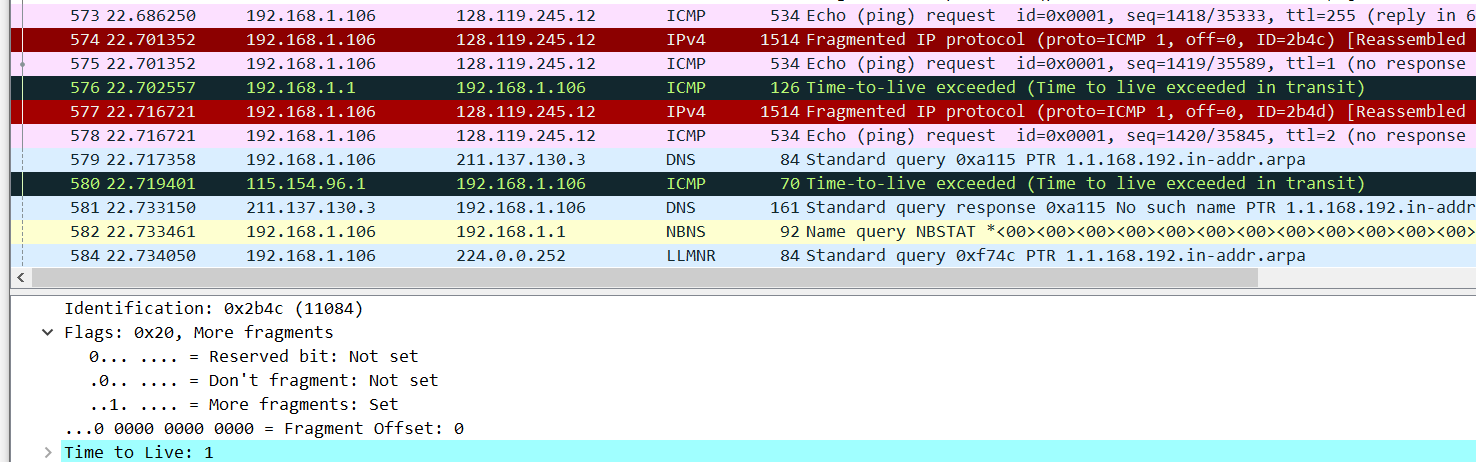 573 22.686250 192.168.1.106 128.119.245.12 ICMP 534 Echo (ping) request id=0x0001, seq=1418/35333, ttl=255 (reply in 6
574 22.701352 192.168.1.106 128.119.245.12 IPv4 1514 Fragmented IP protocol (proto=ICMP 1, off=0, ID=2b4c) [Reassembled
575 22.701352 192.168.1.106 128.119.245.12 ICMP 534 Echo (ping) request id=0x0001, seq=1419/35589, ttl=1 (no response
576 22.702557 192.168.1.1 192.168.1.106 ICMP 126 Time-to-live exceeded (Time to live exceeded in transit)
577 22.716721 192.168.1.106 128.119.245.12 IPv4 1514 Fragmented IP protocol (proto=ICMP 1, off=0, ID=2b4d) [Reassembled
578 22.716721 192.168.1.106 128.119.245.12 ICMP 534 Echo (ping) request id=0x0001, seq=1420/35845, ttl=2 (no response
579 22.717358 192.168.1.106 211.137.130.3 DNS 84 Standard query 0xa115 PTR 1.1.168.192.in-addr.arpa
580 22.719401 115.154.96.1 192.168.1.106 ICMP 70 Time-to-live exceeded (Time to live exceeded in transit)
581 22.733150 211.137.130.3 192.168.1.106 DNS 161 Standard query response 0xa115 No such name PTR 1.1.168.192.in-addr
582 22.733461 192.168.1.106 192.168.1.1 NBNS 92 Name query NBSTAT *<00><00><00><00><00><00><00><00><00><00><00><00>
584 22.734050 192.168.1.106 224.0.0.252 LLMNR 84 Standard query 0xf74c PTR 1.1.168.192.in-addr.arpa
Identification: 0x2b4c (11084)
Flags: 0x20, More fragments
0... .... = Reserved bit: Not set
.0.. .... = Don't fragment: Not set
..1. .... = More fragments: Set
...0 0000 0000 0000 = Fragment Offset: 0
Time to Live: 1